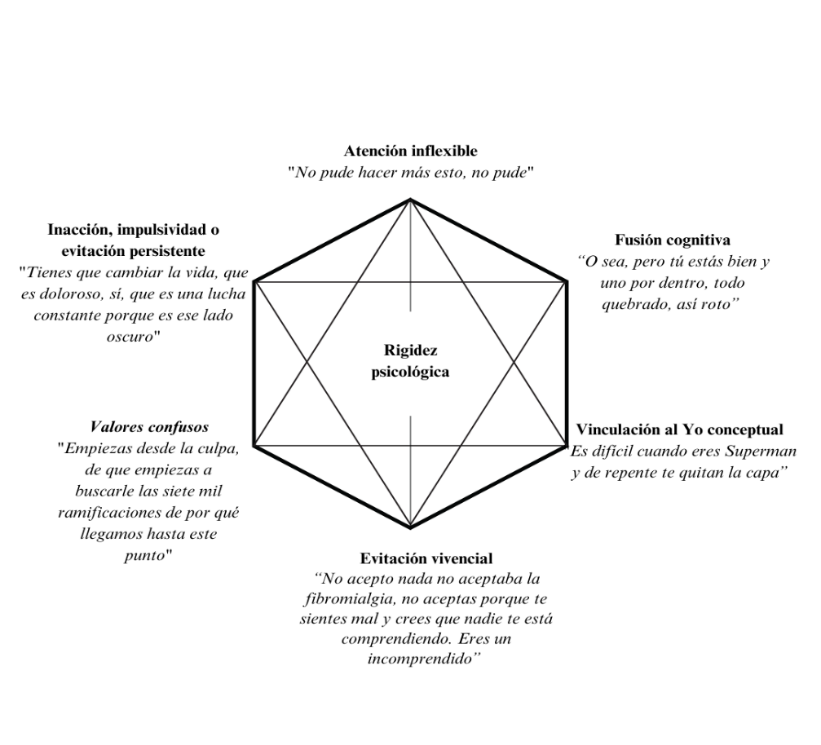 Atención inflexible
"No pude hacer más esto, no pude"
Inacción, impulsividad o
evitación persistente
"Tienes que cambiar la vida, que
es doloroso, sí, que es una lucha
constante porque es ese lado
oscuro"
Fusión cognitiva
“O sea, pero tú estás bien y
uno por dentro, todo
quebrado, así roto”
Rigidez
psicológica
Valores confusos
"Empiezas desde la culpa,
de que empiezas a
buscarle las siete mil
ramificaciones de por qué
llegamos hasta este
punto"
Vinculación al Yo conceptual
Es difícil cuando eres Superman
y de repente te quitan la capa”
Evitación vivencial
“No acepto nada no aceptaba la
fibromialgia, no aceptas porque te
sientes mal y crees que nadie te está
comprendiendo. Eres un
incomprendido”